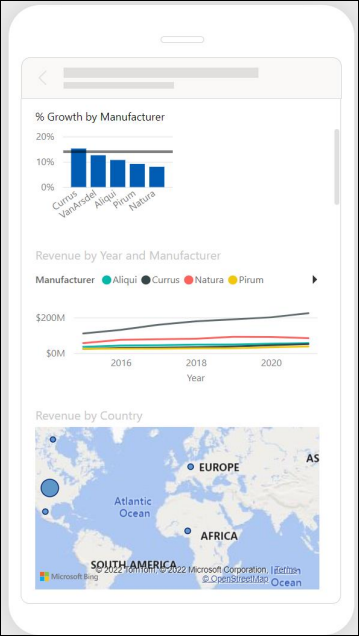 % Growth by Manufacturer
20%
10%
0%
Currus
VanArsdel
Aliqui
Pirum
Natura
Revenue by Year and Manufacturer
Manufacturer Aliqui Currus Natura Pirum
$200M
$0M
2016 2018 2020
Year
Revenue by Country
AS
EUROPE
Atlantic
Ocean
AFRICA
SOUTH AMERICA
© 2022 TomTom, © 2022 Microsoft Corporation, Terms
Microsoft Bing
© OpenStreetMap
Ocean